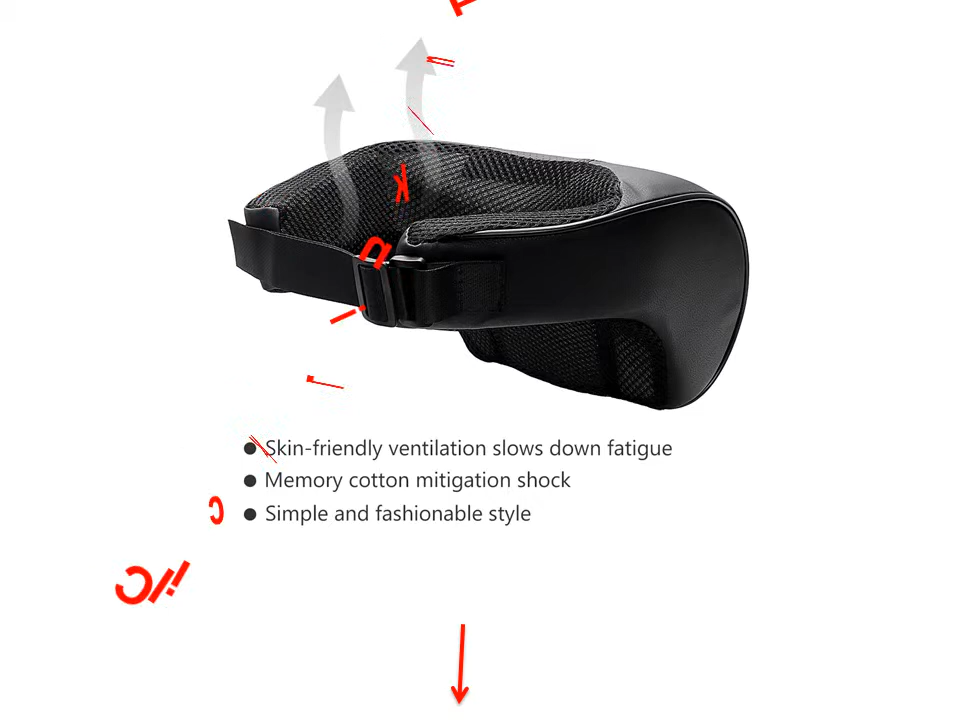 Skin-friendly ventilation slows down fatigue
Memory cotton mitigation shock
Simple and fashionable style